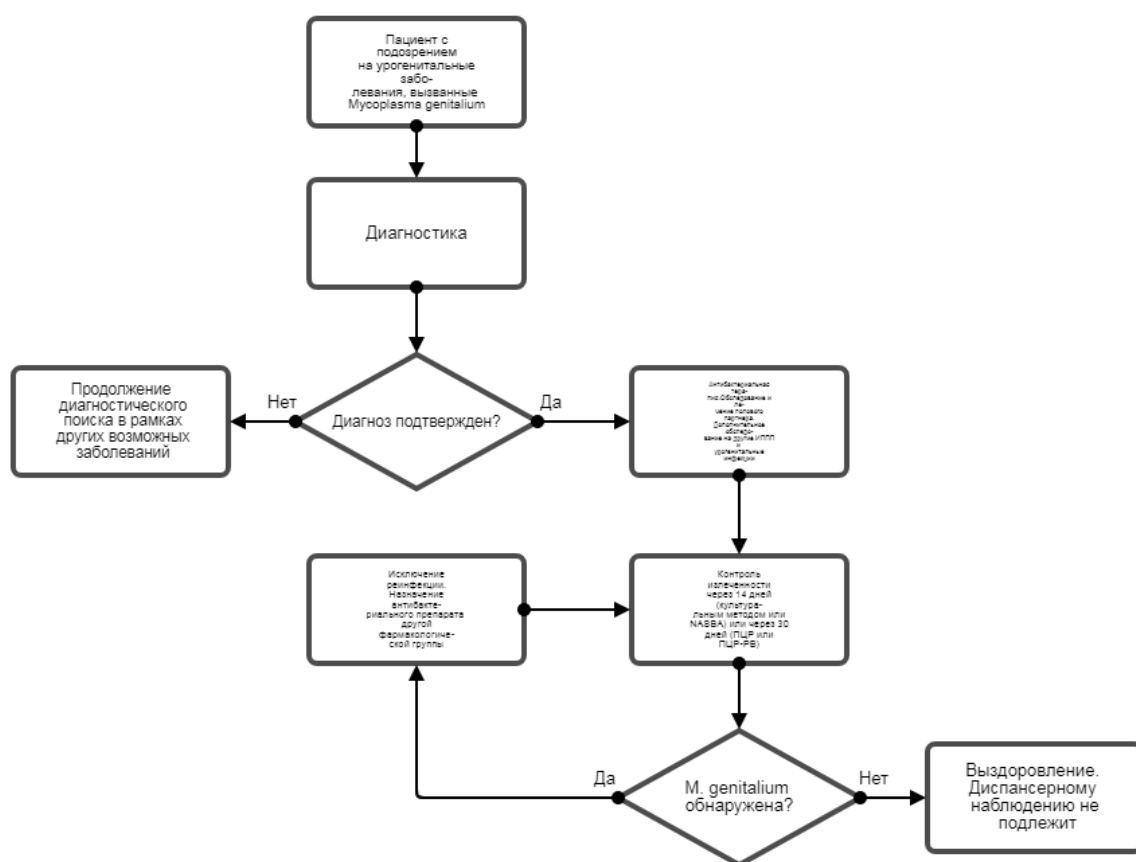 Пациент с
подозрением
на урогенитальные
забо-
левания, вызванные
Mycoplasma genitalium
Диагностика
Диагноз подтвержден?
Нет
Да
Продолжение
диагностического
поиска в рамках
других возможных
заболеваний
Антибактериальная
тера-
пия.Обследование и
ле-
чение полового
партнера.
Дополнительное
обследо-
вание на другие ИППП
и
урогенитальные
инфекции
Исключение
реинфекции.
Назначение
антибакте-
риального препарата
другой
фармакологиче-
ской группы
Контроль
излеченности
через 14 дней
(культура-
льным методом или
NASBA) или через 30
дней (ПЦР или
ПЦР-РВ)
M. genitalium
обнаружена?
Да
Нет
Выздоровление.
Диспансерному
наблюдению не
подлежит